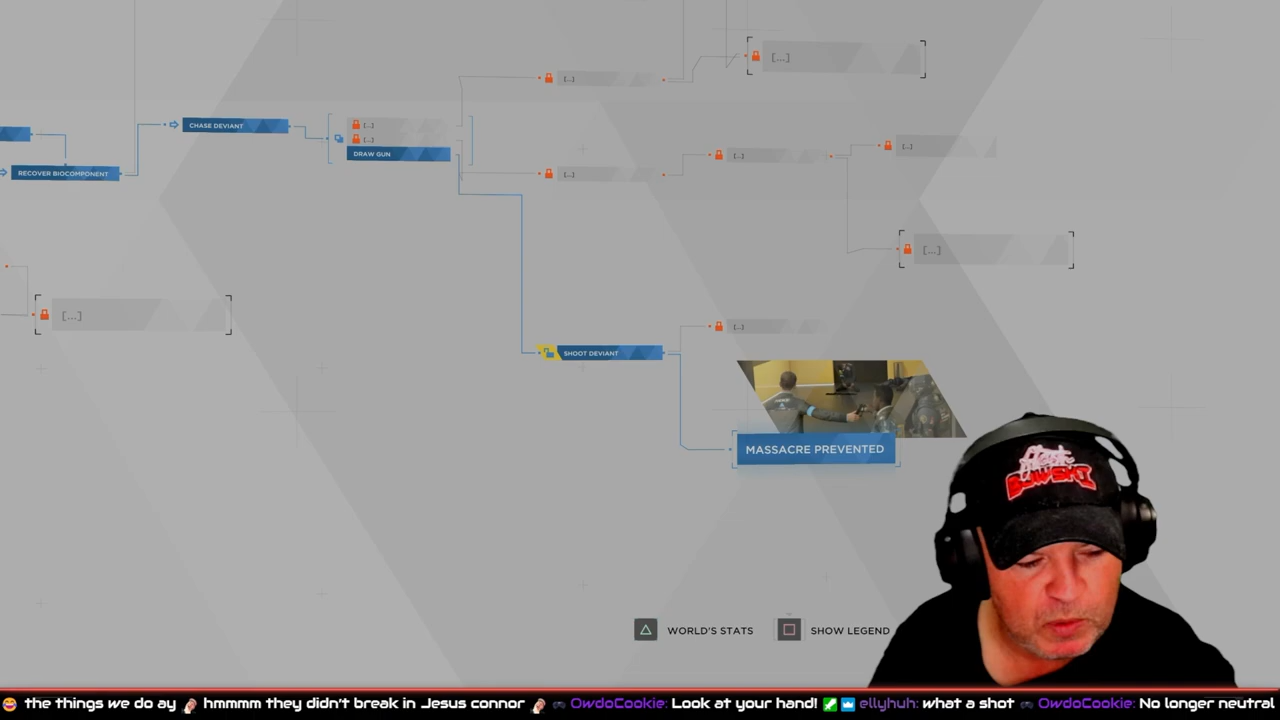 [...]
[...]
CHASE DEVIANT
[...]
[...]
DRAW GUN
[...]
[...]
RECOVER BIOCOMPONENT
[...]
[...]
[...]
[...]
SHOOT DEVIANT
MASSACRE PREVENTED
WORLD'S STATS
SHOW LEGEND
the things we do ay hmmmm they didn't break in Jesus connor OwdoCookie: Look at your hand! ellyhuh: what a shot OwdoCookie: No longer neutral